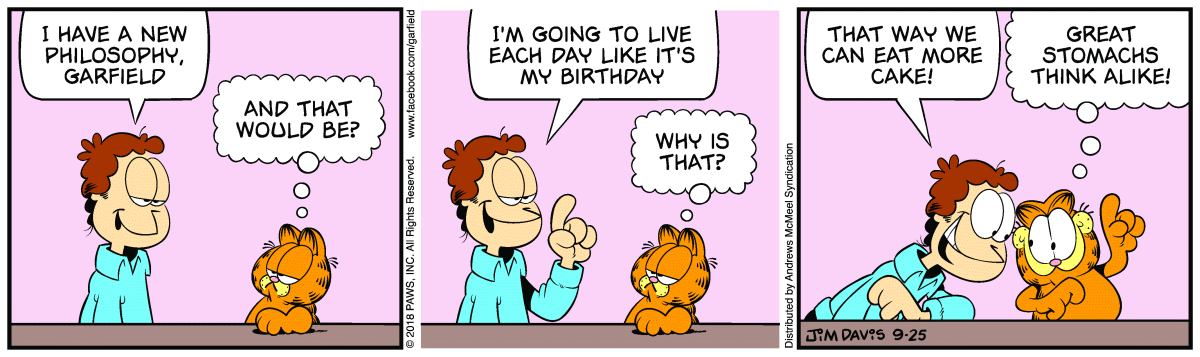 I HAVE A NEW
PHILOSOPHY,
GARFIELD
AND THAT
WOULD BE?
www.facebook.com/garfield
© 2018 PAWS, INC. All Rights Reserved.
I'M GOING TO LIVE
EACH DAY LIKE IT'S
MY BIRTHDAY
WHY IS
THAT?
Distributed by Andrews McMeel Syndication
THAT WAY WE
CAN EAT MORE
CAKE!
GREAT
STOMACHS
THINK ALIKE!
JIM DAVIS 9-25